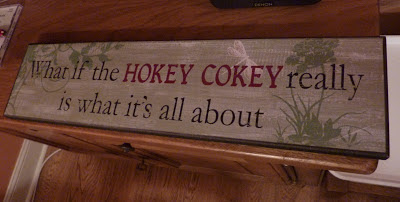 What if the HOKEY COKEY really
is what it's all about